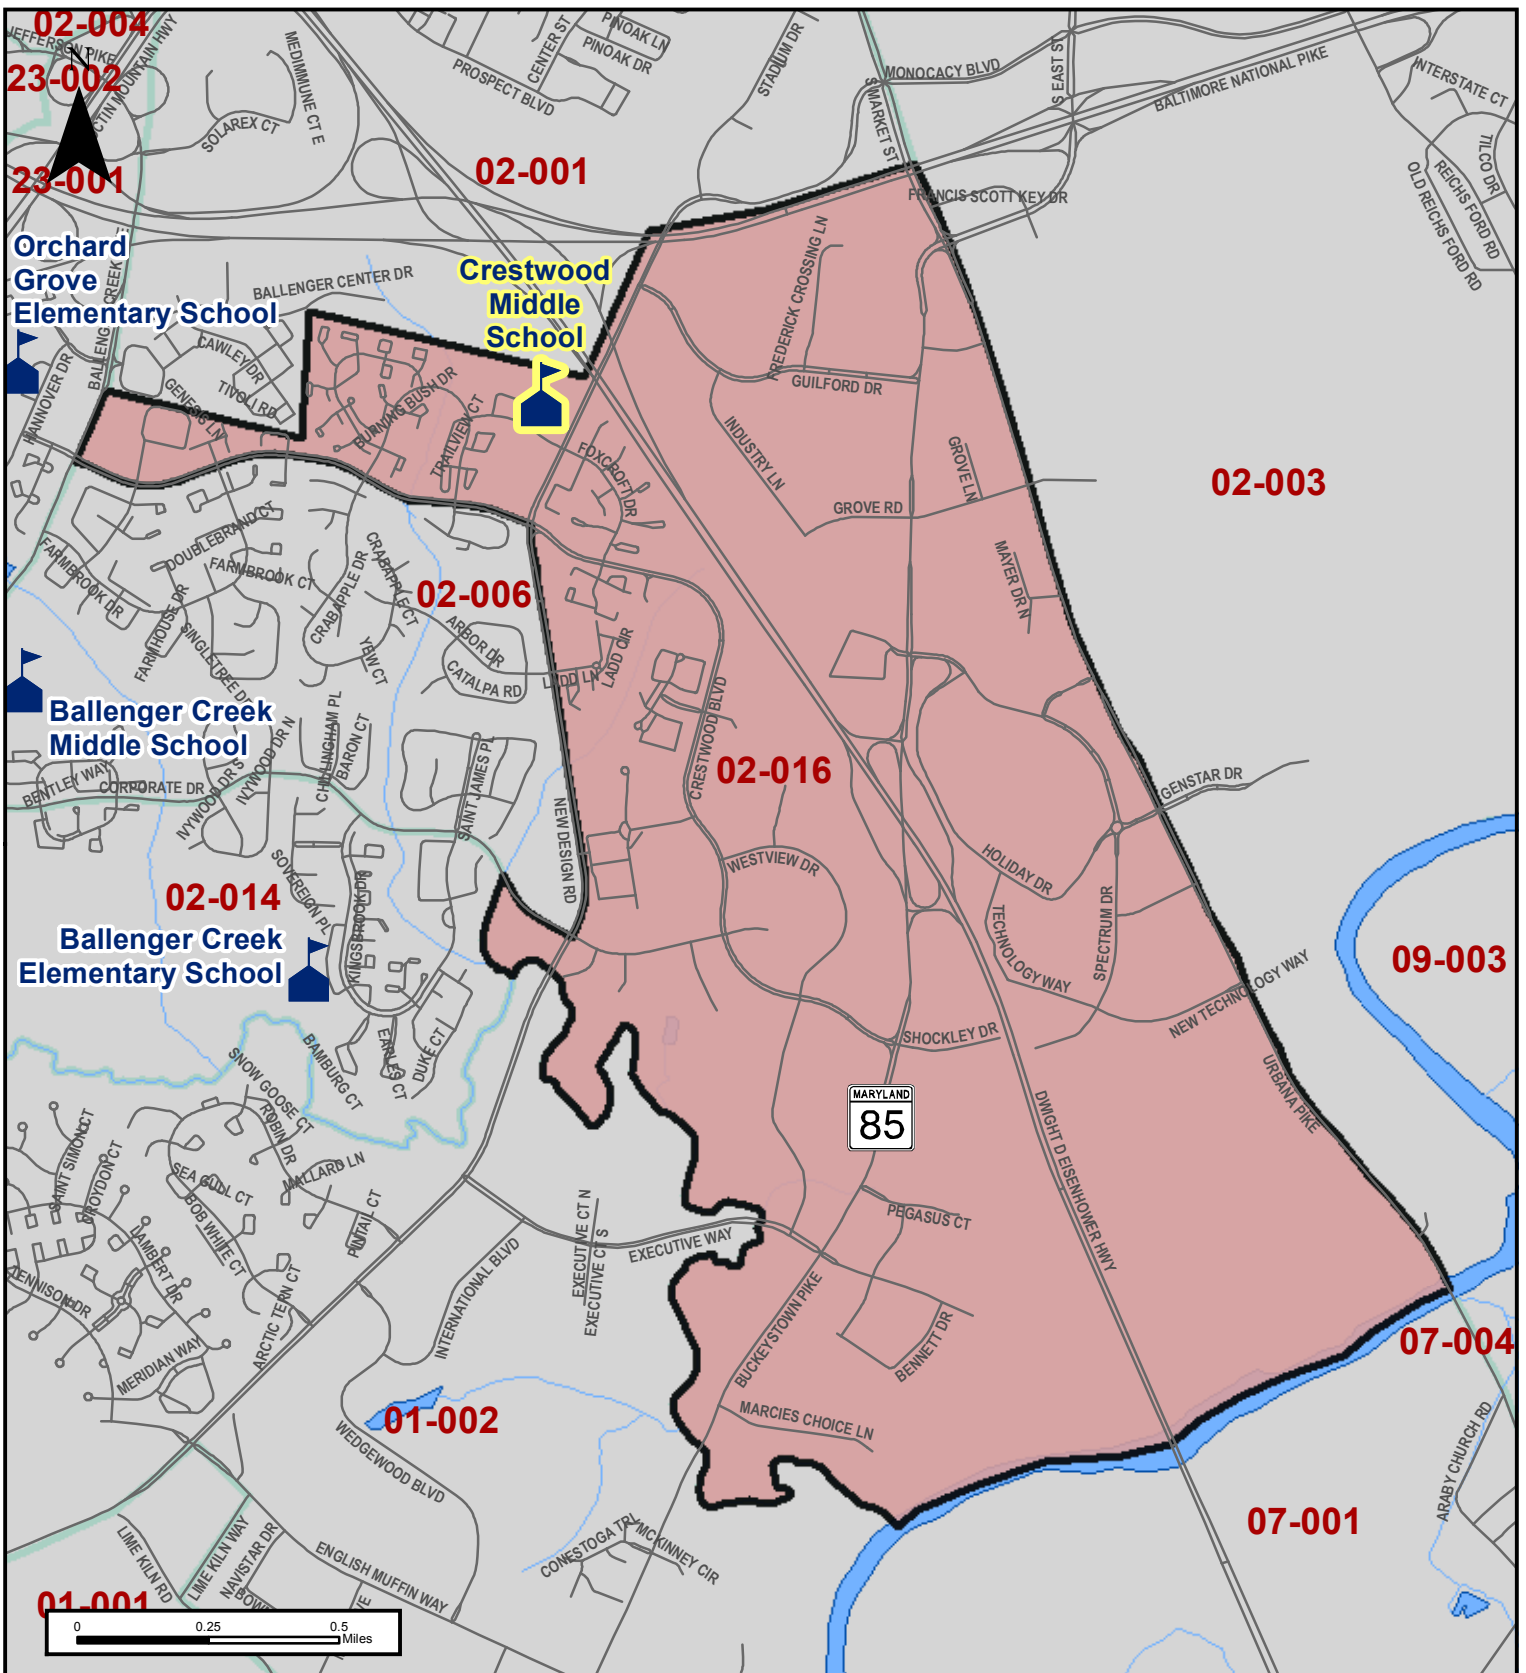 02-004
JEFFERSON PIKE
N
23-002
CTIN MOUNTAIN HWY
23-001
SOLAREX CT
MEDIMMUNE CT E
PROSPECT BLVD
CENTER ST
PINOAK LN
PINOAK DR
STADIUM DR
MONOCACY BLVD
S EAST ST
S MARKET ST
BALTIMORE NATIONAL PIKE
INTERSTATE CT
TILCO DR
REICHS FORD RD
OLD REICHS FORD RD
02-001
FRANCIS SCOTT KEY DR
Orchard
Grove
Elementary School
BALLENGER CENTER DR
Crestwood
Middle
School
FREDERICK CROSSING LN
HANNOVER DR
CAWLEY DR
TIVOLI RD
GENESIS LN
BURNING BUSH DR
TRAILVIEW CT
FOXCROFT DR
GUILFORD DR
INDUSTRY LN
GROVE LN
GROVE RD
MAYER DR N
02-003
FARMBROOK DR
DOUBLEBRAND CT
FARMBROOK CT
FARMHOUSE DR
SINGLETREE DR
CRABAPPLE DR
CRABAPPLE CT
YEW CT
02-006
ARBOR DR
CATALPA RD
LADD LN
LADD CIR
CRESTWOOD BLVD
02-016
Ballenger Creek
Middle School
BENTLEY WAY
CORPORATE DR
IVYWOOD DR S
IVYWOOD DR N
CHILLINGHAM PL
BARON CT
SAINT JAMES PL
NEW DESIGN RD
GENSTAR DR
WESTVIEW DR
HOLIDAY DR
TECHNOLOGY WAY
SPECTRUM DR
NEW TECHNOLOGY WAY
02-014
SOVEREIGN PL
KINGSBROOK DR
Ballenger Creek
Elementary School
09-003
SHOCKLEY DR
EARLES CT
DUKE CT
BAMBURG CT
SNOW GOOSE CT
ROBIN DR
MALLARD LN
SEA GULL CT
BOB WHITE CT
PINTAIL CT
SAINT SIMON CT
CROYDON CT
LAMBERT DR
TENNISON DR
MERIDIAN WAY
ARCTIC TERN CT
MARYLAND
85
DWIGHT D EISENHOWER HWY
URBANA PIKE
INTERNATIONAL BLVD
EXECUTIVE CT N
EXECUTIVE CT S
EXECUTIVE WAY
PEGASUS CT
BUCKEYSTOWN PIKE
BENNETT DR
MARCIES CHOICE LN
07-004
01-002
WEDGEWOOD BLVD
ARABY CHURCH RD
07-001
CONESTOGA TRL
MCKINNEY CIR
LIME KILN RD
LIME KILN WAY
NAVISTAR DR
ENGLISH MUFFIN WAY
01-001
0 0.25 0.5
Miles